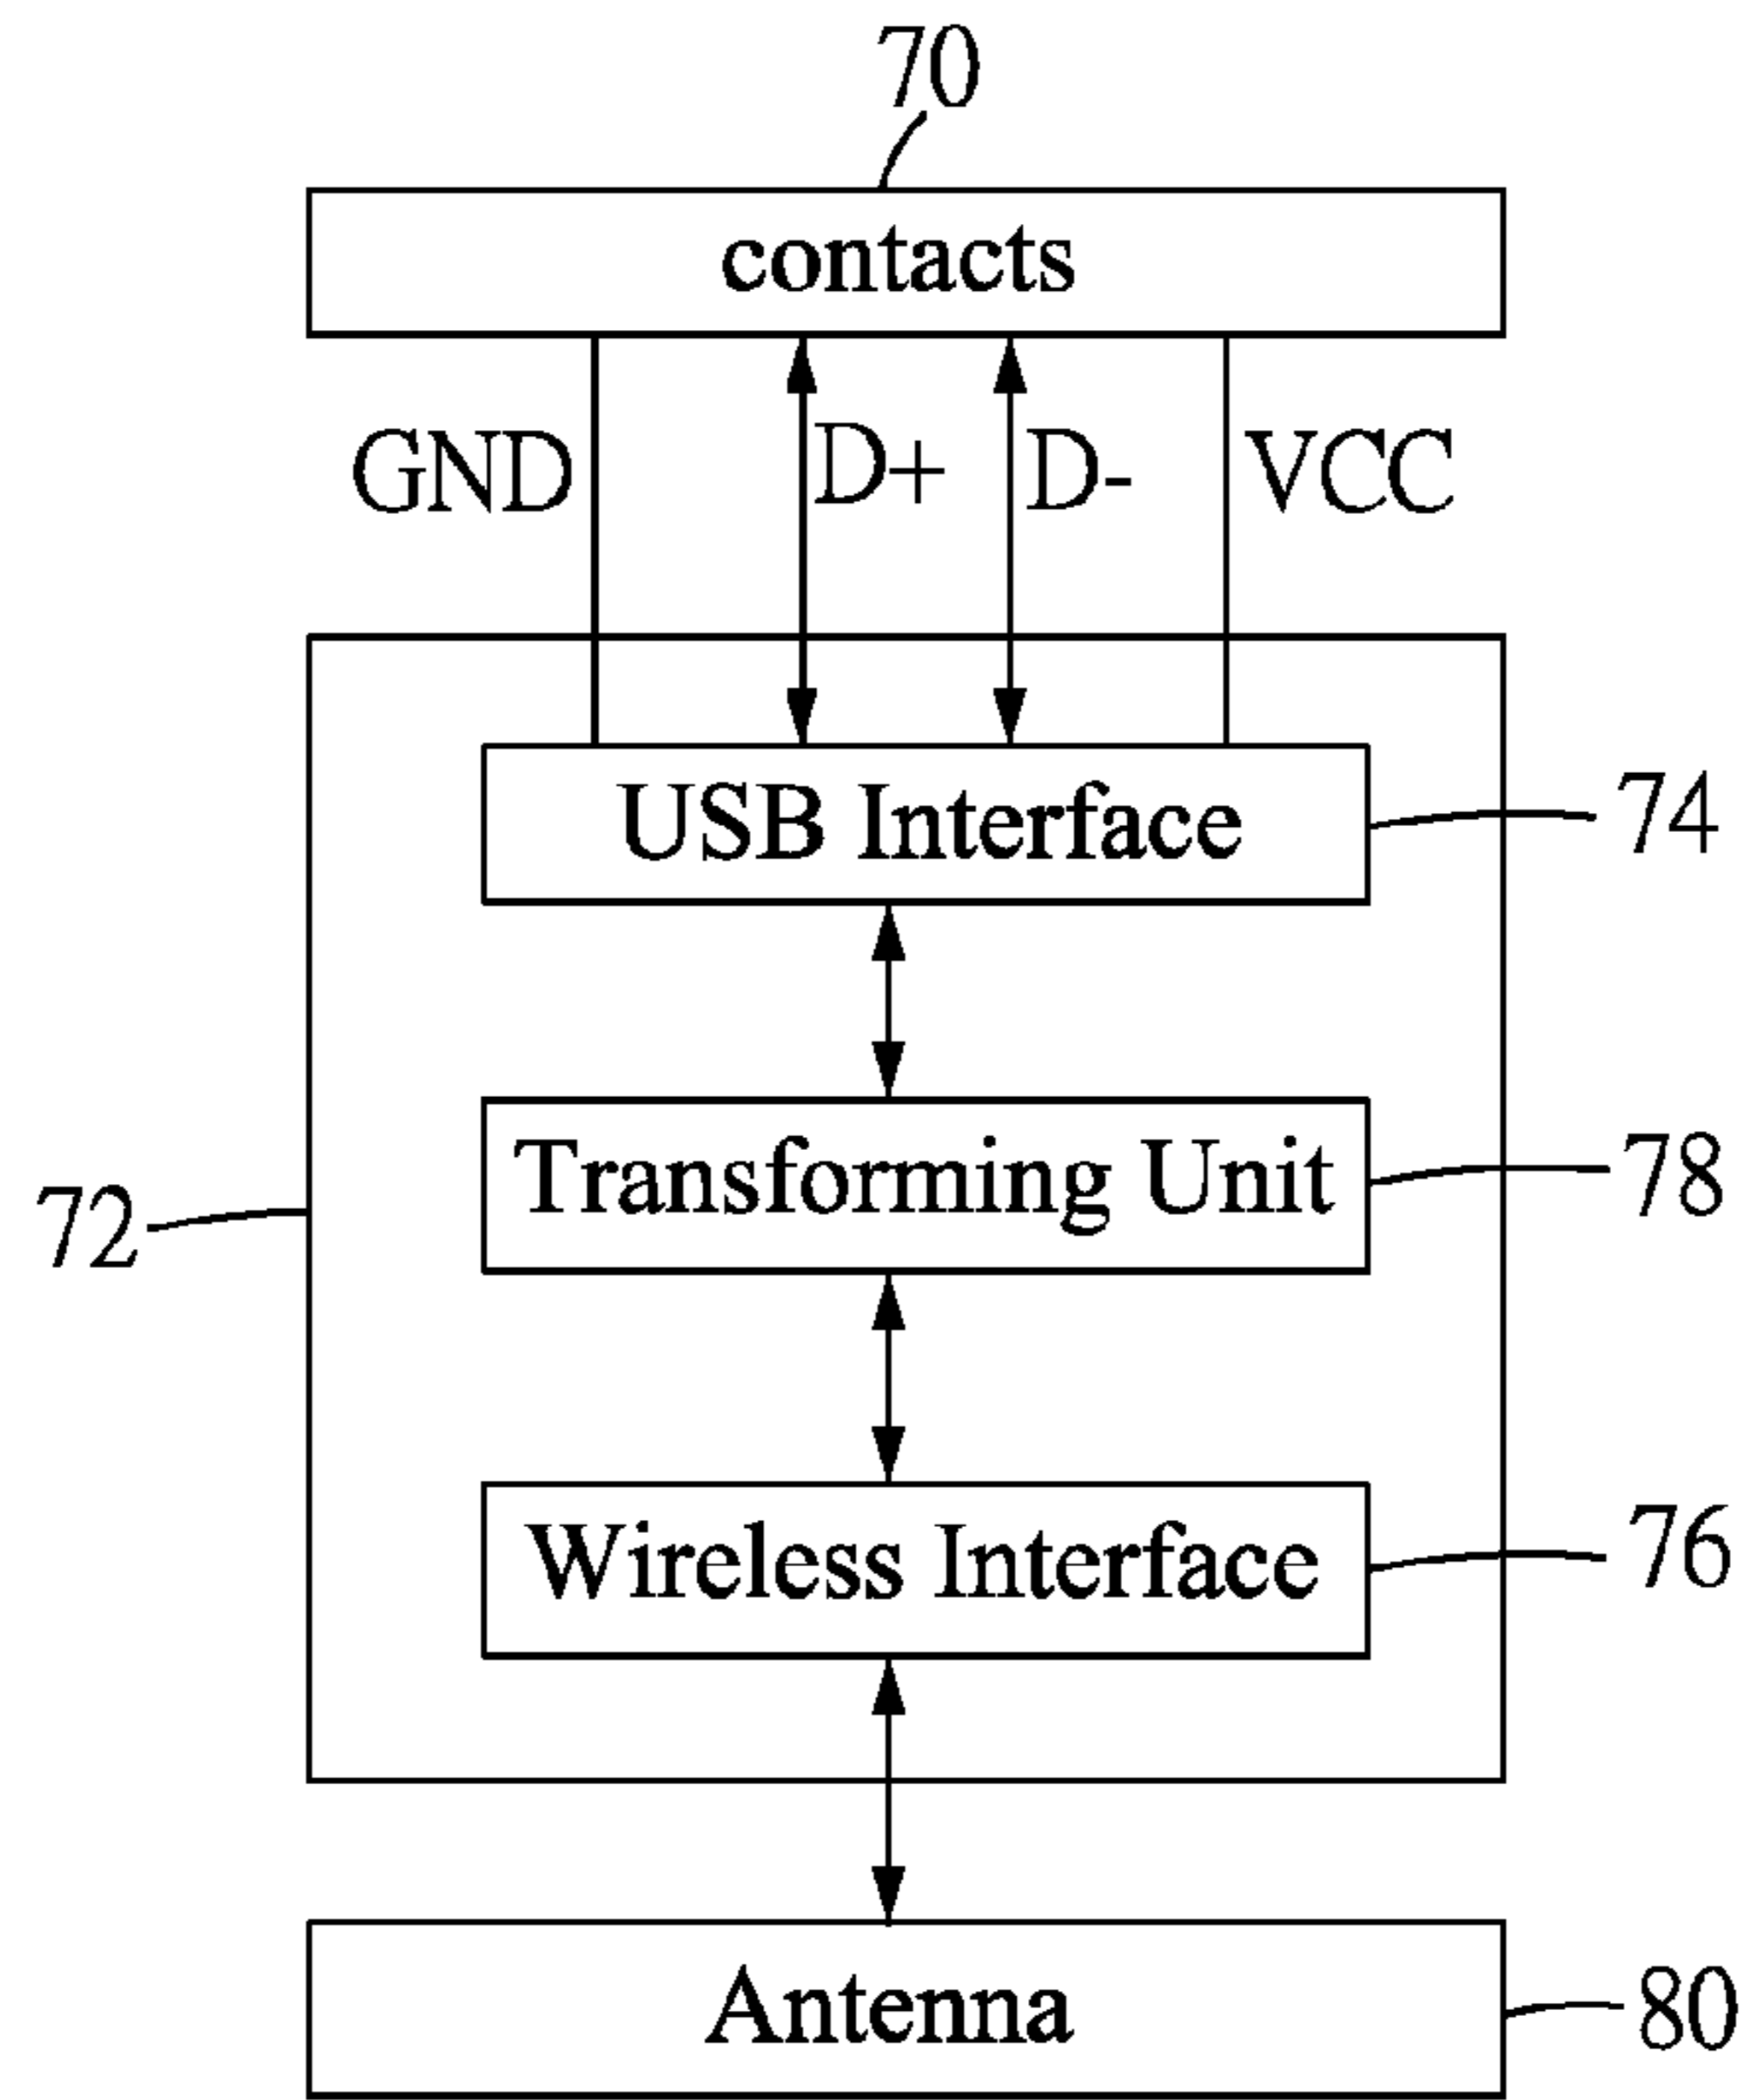 70
contacts
GND D+ D- VCC
USB Interface 74
Transforming Unit 78
72
Wireless Interface 76
Antenna 80